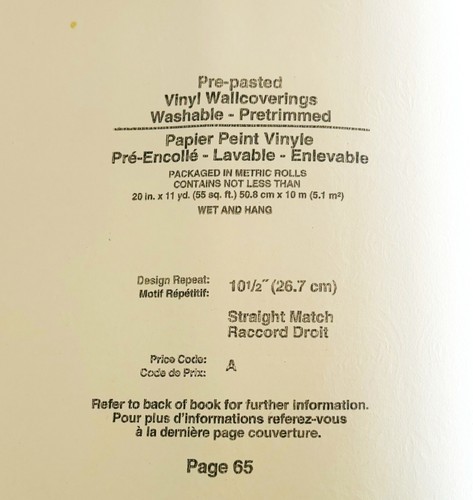 Pre-pasted
Vinyl Wallcoverings
Washable - Pretrimmed
Papier Peint Vinyle
Pré-Encollé - Lavable - Enlevable
PACKAGED IN METRIC ROLLS
CONTAINS NOT LESS THAN
20 in. x 11 yd. (55 sq. ft.) 50.8 cm x 10 m (5.1 m²)
WET AND HANG
Design Repeat:
Motif Répétitif:
10½˝ (26.7 cm)
Straight Match
Raccord Droit
Price Code:
Code de Prix:
A
Refer to back of book for further information.
Pour plus d'informations referez-vous
à la dernière page couverture.
Page 65